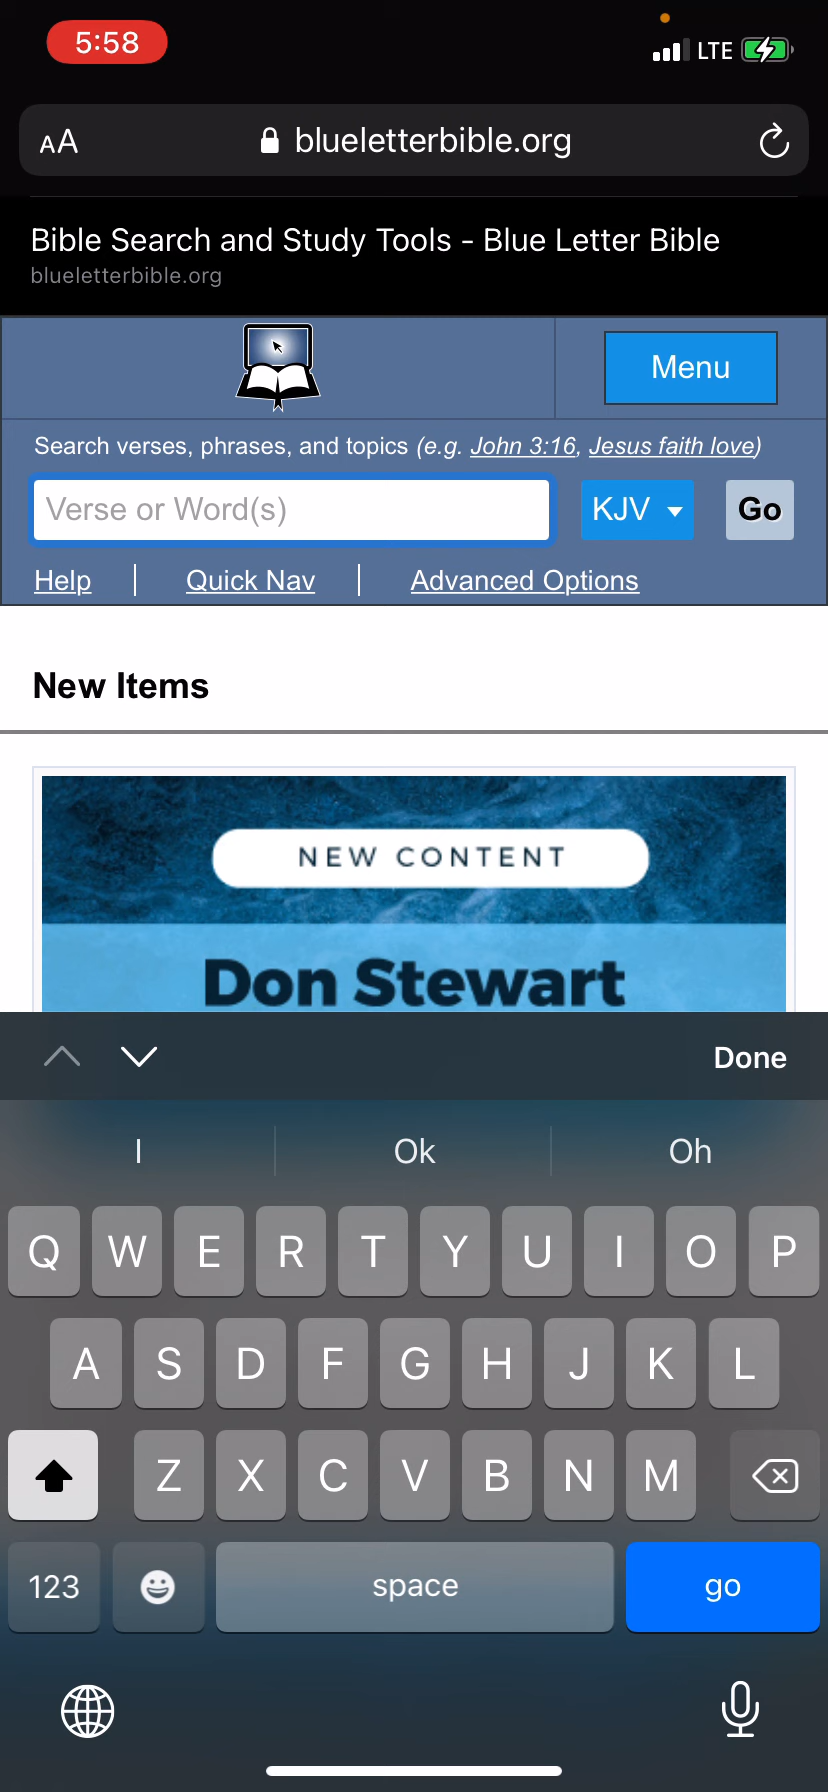 5:58
LTE
AA
blueletterbible.org
Bible Search and Study Tools - Blue Letter Bible
blueletterbible.org
Menu
Search verses, phrases, and topics (e.g. John 3:16, Jesus faith love)
Verse or Word(s)
KJV
Go
Help
Quick Nav
Advanced Options
New Items
NEW CONTENT
Don Stewart
Done
I
Ok
Oh
Q W E R T Y U I O P
A S D F G H J K L
Z X C V B N M
123
space
go